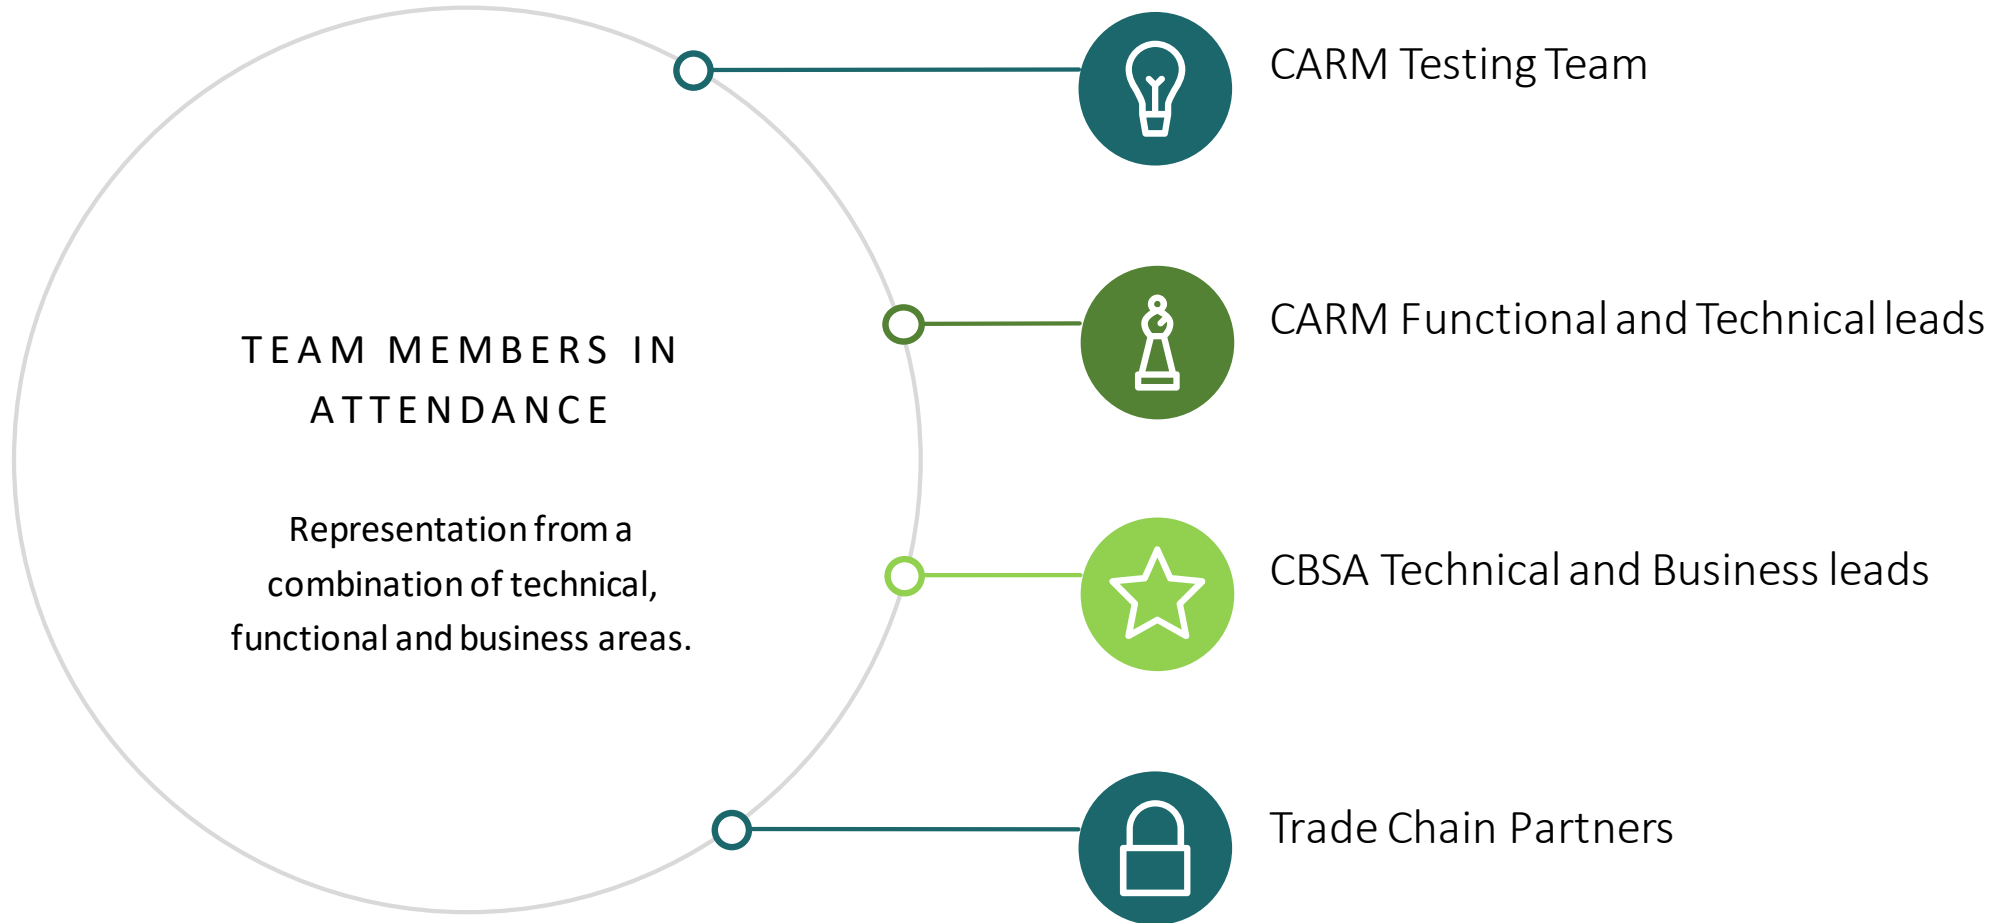 TEAM MEMBERS IN
ATTENDANCE
Representation from a
combination of technical,
functional and business areas.
CARM Testing Team
CARM Functional and Technical leads
CBSA Technical and Business leads
Trade Chain Partners